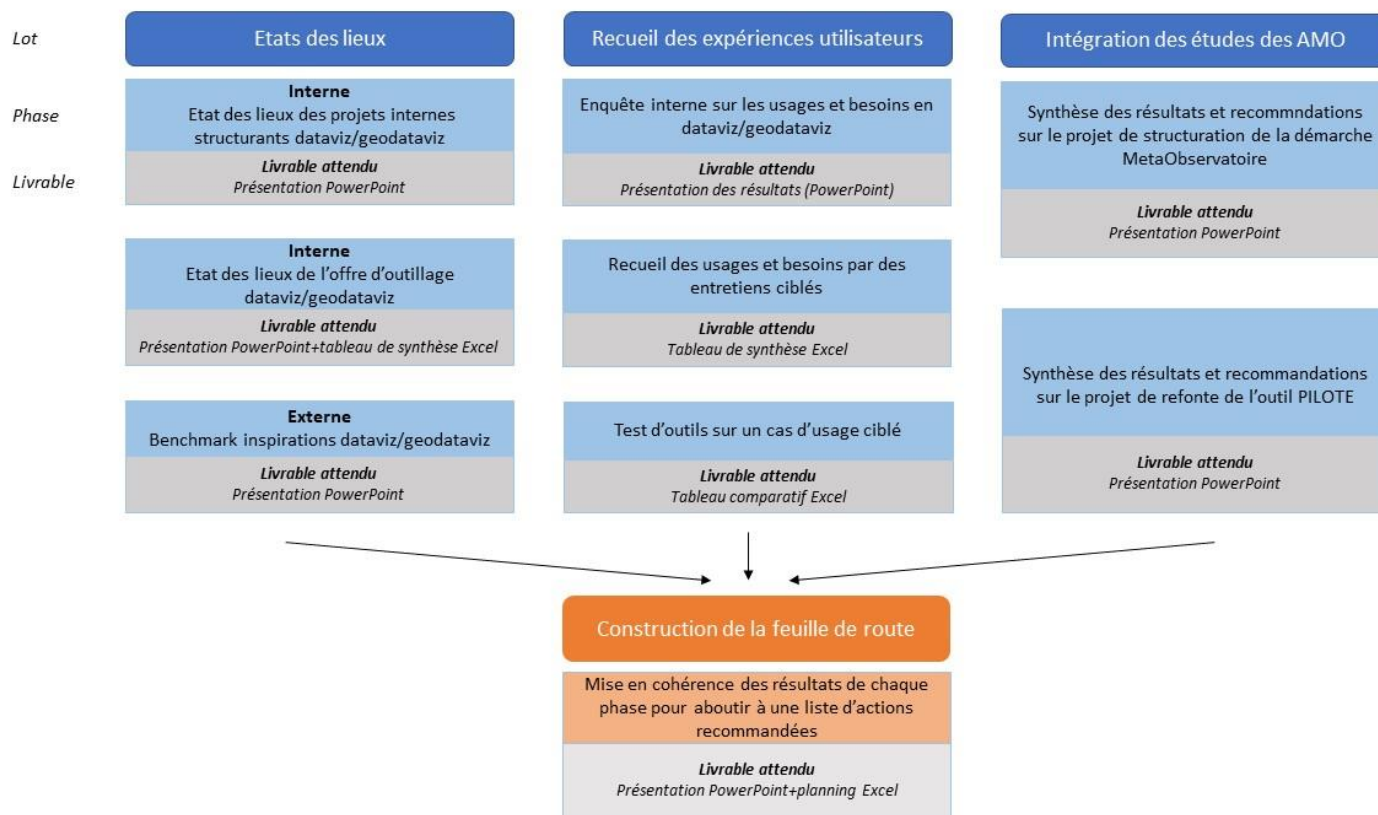 Lot
Etats des lieux
Recueil des expériences utilisateurs
Intégration des études des AMO
Phase
Livrable
Interne
Etat des lieux des projets internes
structurants dataviz/geodataviz
Livrable attendu
Présentation PowerPoint
Enquête interne sur les usages et besoins en
dataviz/geodataviz
Livrable attendu
Présentation des résultats (PowerPoint)
Synthèse des résultats et recommndations
sur le projet de structuration de la démarche
MetaObservatoire
Livrable attendu
Présentation PowerPoint
Interne
Etat des lieux de l'offre d'outillage
dataviz/geodataviz
Livrable attendu
Présentation PowerPoint+tableau de synthèse Excel
Recueil des usages et besoins par des
entretiens ciblés
Livrable attendu
Tableau de synthèse Excel
Synthèse des résultats et recommandations
sur le projet de refonte de l'outil PILOTE
Livrable attendu
Présentation PowerPoint
Externe
Benchmark inspirations dataviz/geodataviz
Livrable attendu
Présentation PowerPoint
Test d'outils sur un cas d'usage ciblé
Livrable attendu
Tableau comparatif Excel
Construction de la feuille de route
Mise en cohérence des résultats de chaque
phase pour aboutir à une liste d'actions
recommandées
Livrable attendu
Présentation PowerPoint+planning Excel